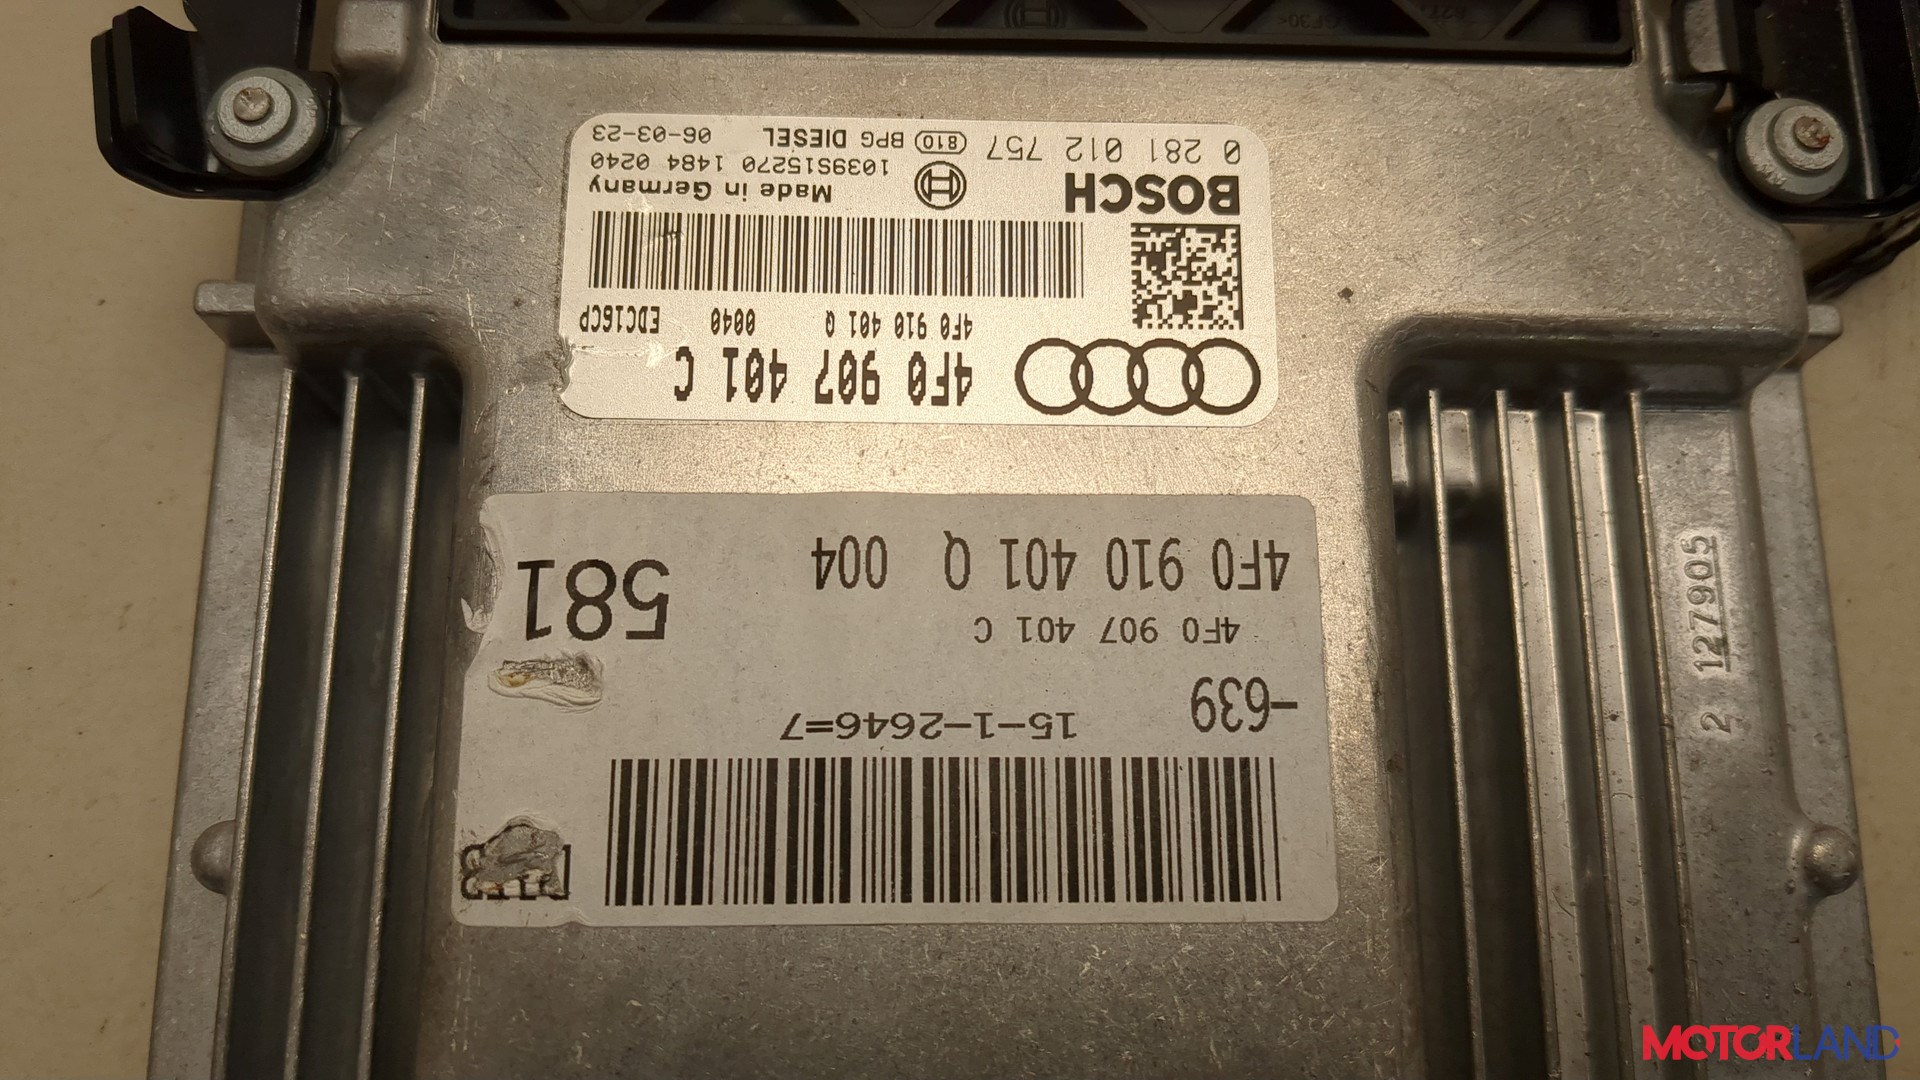 -639
15-1-2646=7
4F0 907 401 C
4F0 910 401 Q 004
581
4F0 907 401 C
4F0 910 401 Q 0040 EDC16CP
BOSCH
Made in Germany
1039S15270 1484 0240
0 281 012 757 810 BPG DIESEL 06-03-23
2 127905
MOTORLAND